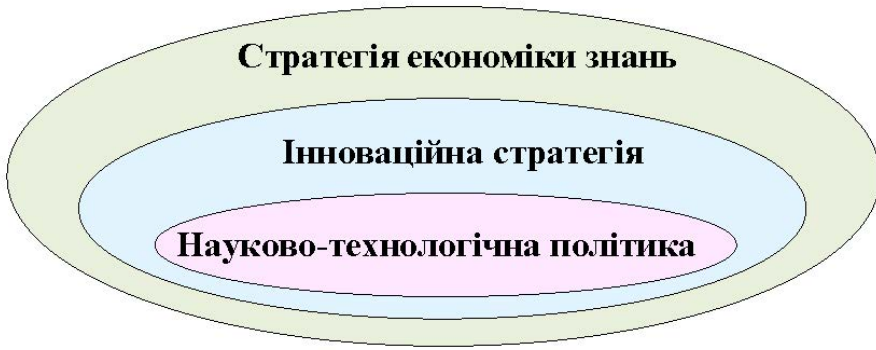 Стратегія економіки знань
Інноваційна стратегія
Науково-технологічна політика